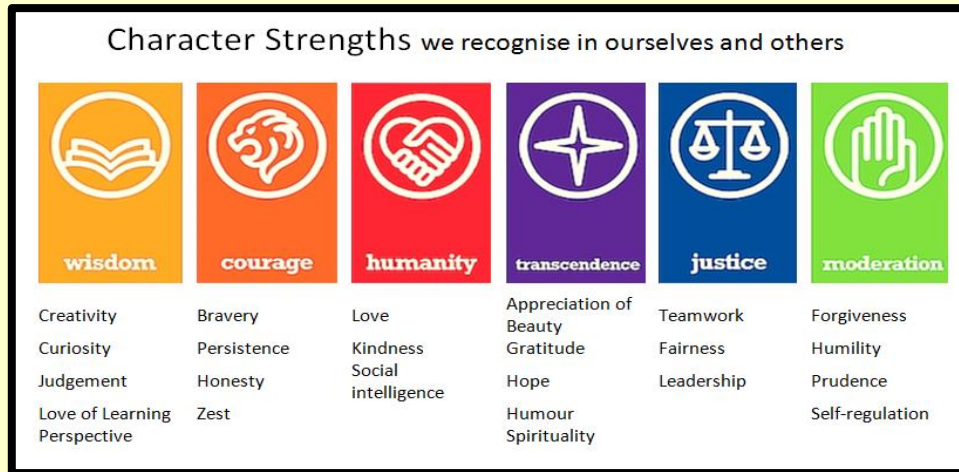 Character Strengths we recognise in ourselves and others
wisdom
courage
humanity
transcendence
justice
moderation
Creativity
Curiosity
Judgement
Love of Learning
Perspective
Bravery
Persistence
Honesty
Zest
Love
Kindness
Social
intelligence
Appreciation of
Beauty
Gratitude
Hope
Humour
Spirituality
Teamwork
Fairness
Leadership
Forgiveness
Humility
Prudence
Self-regulation